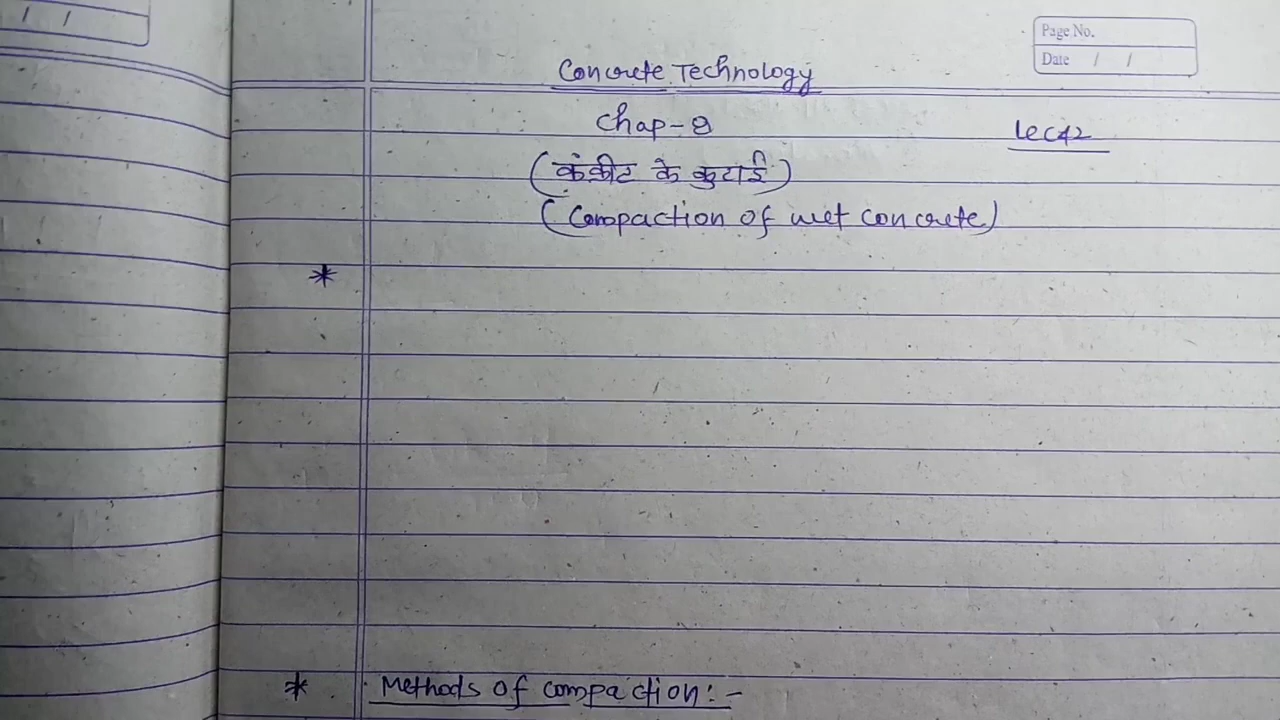 / /
Page No.
Date / /
Concrete Technology
Chap-8
Lec42
(कंक्रीट के कुटाई)
(Compaction of wet concrete)
*
* Methods of compaction:-